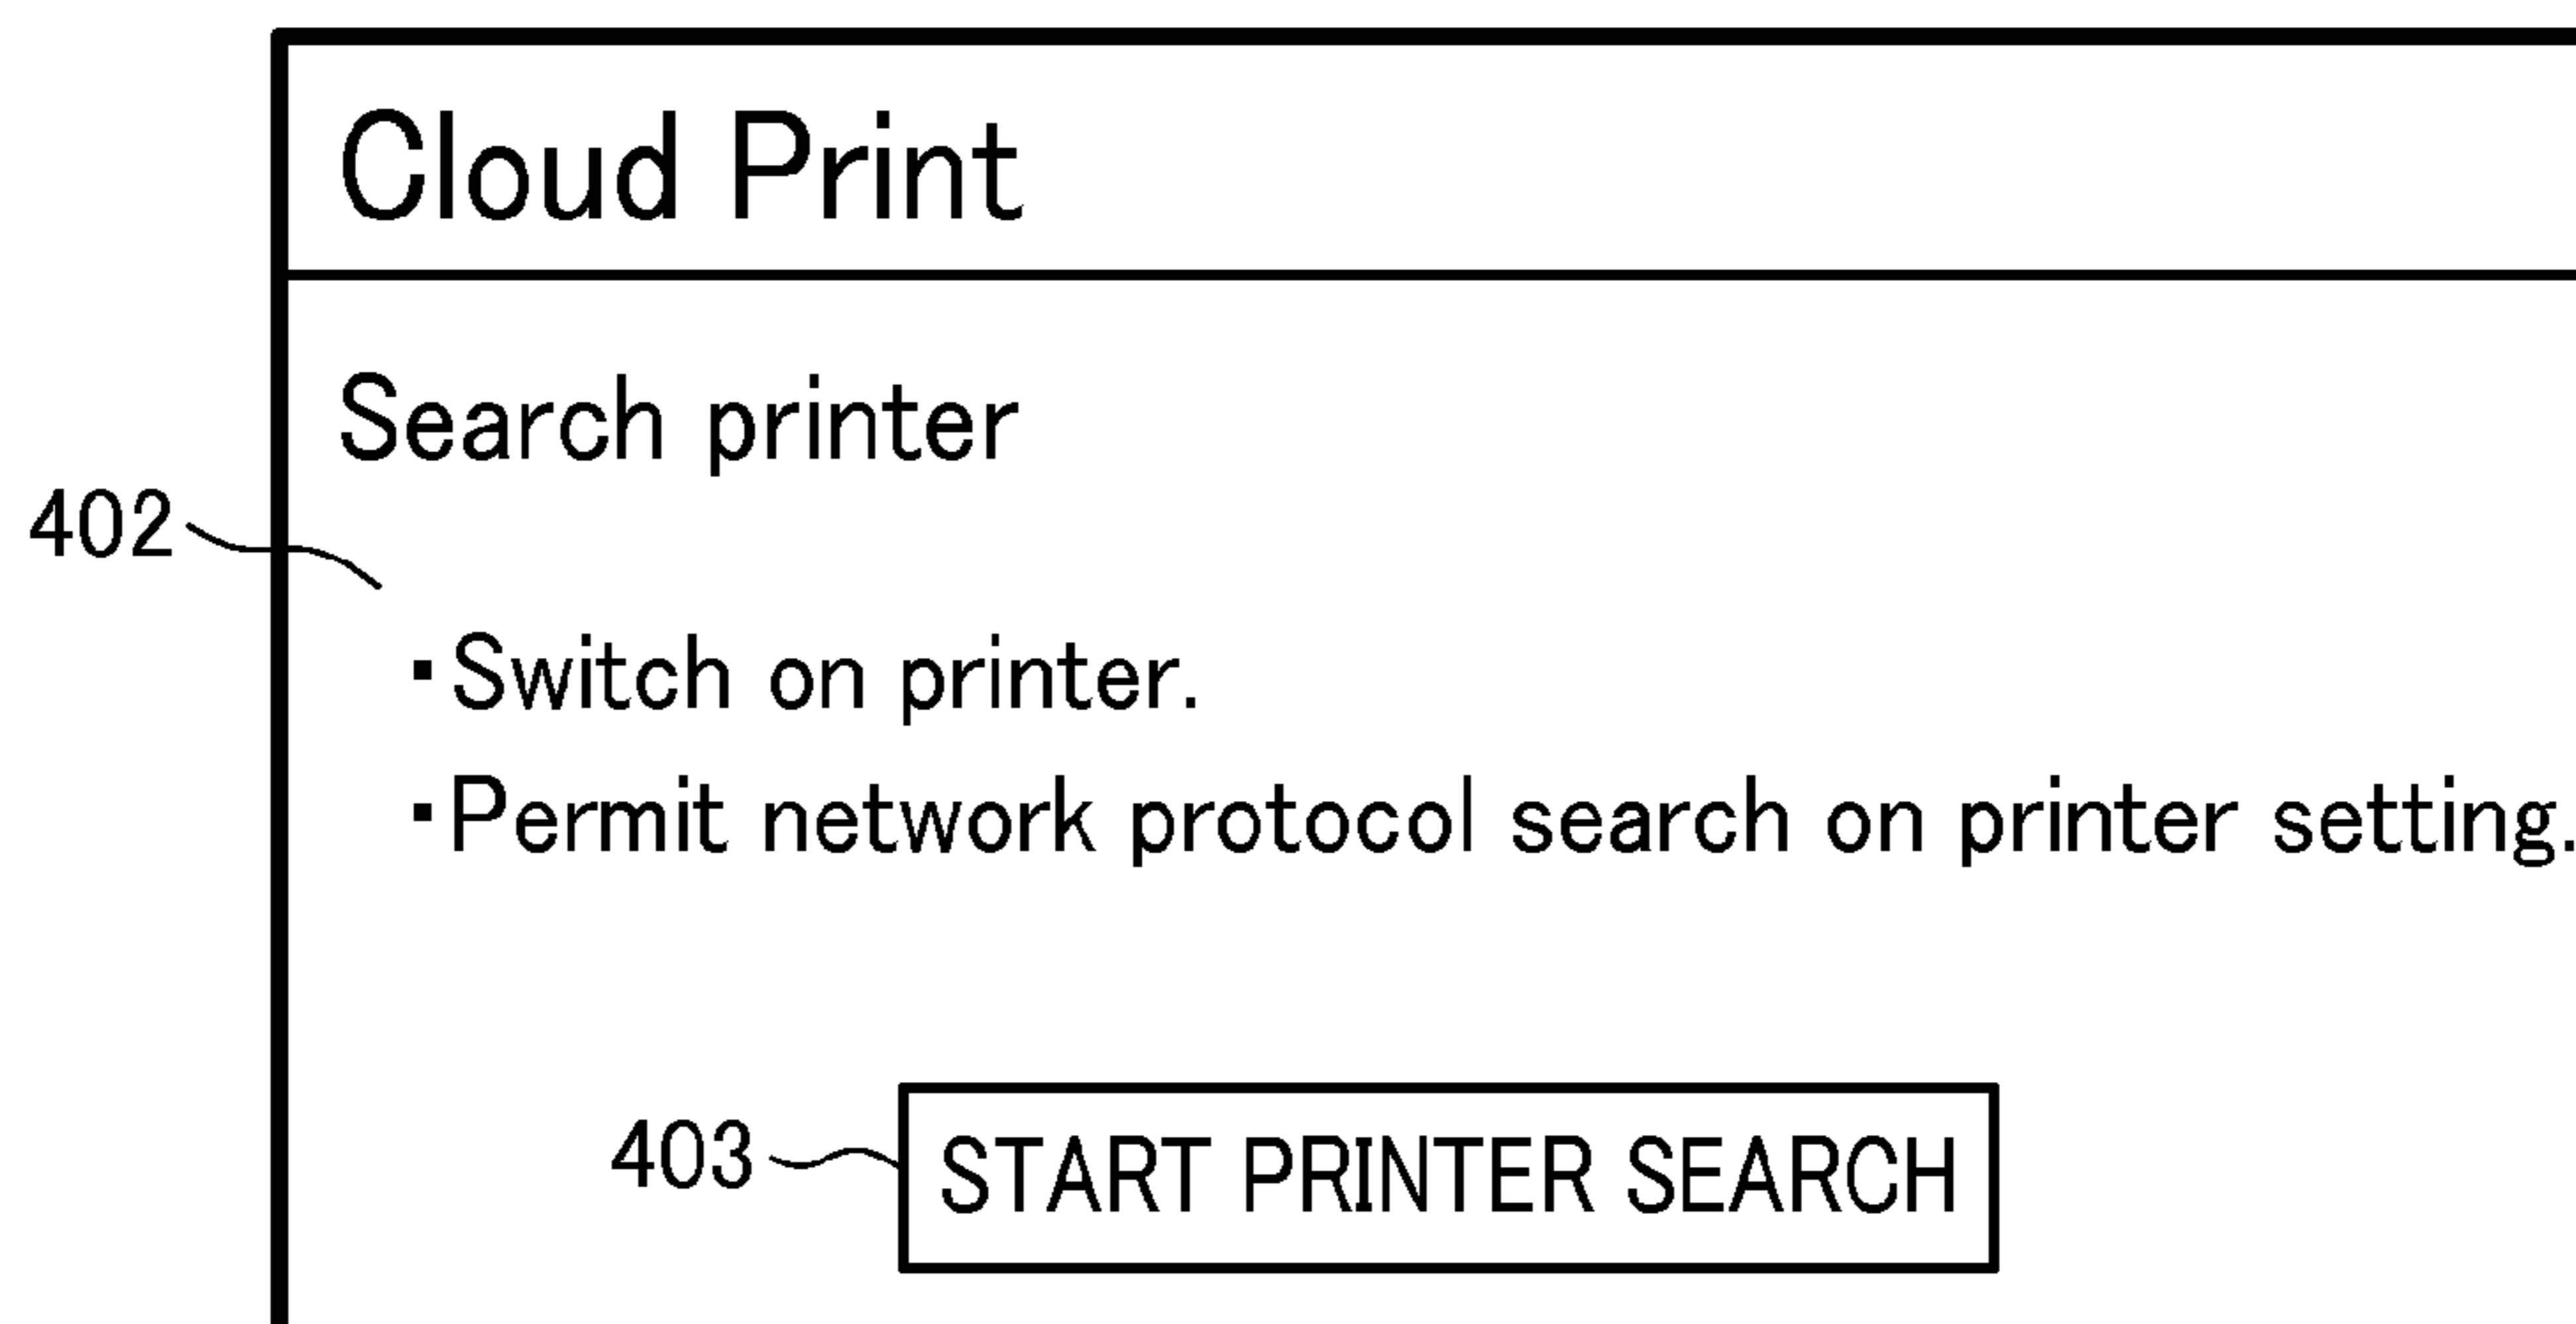 Cloud Print
Search printer
402
・Switch on printer.
・Permit network protocol search on printer setting.
403
START PRINTER SEARCH